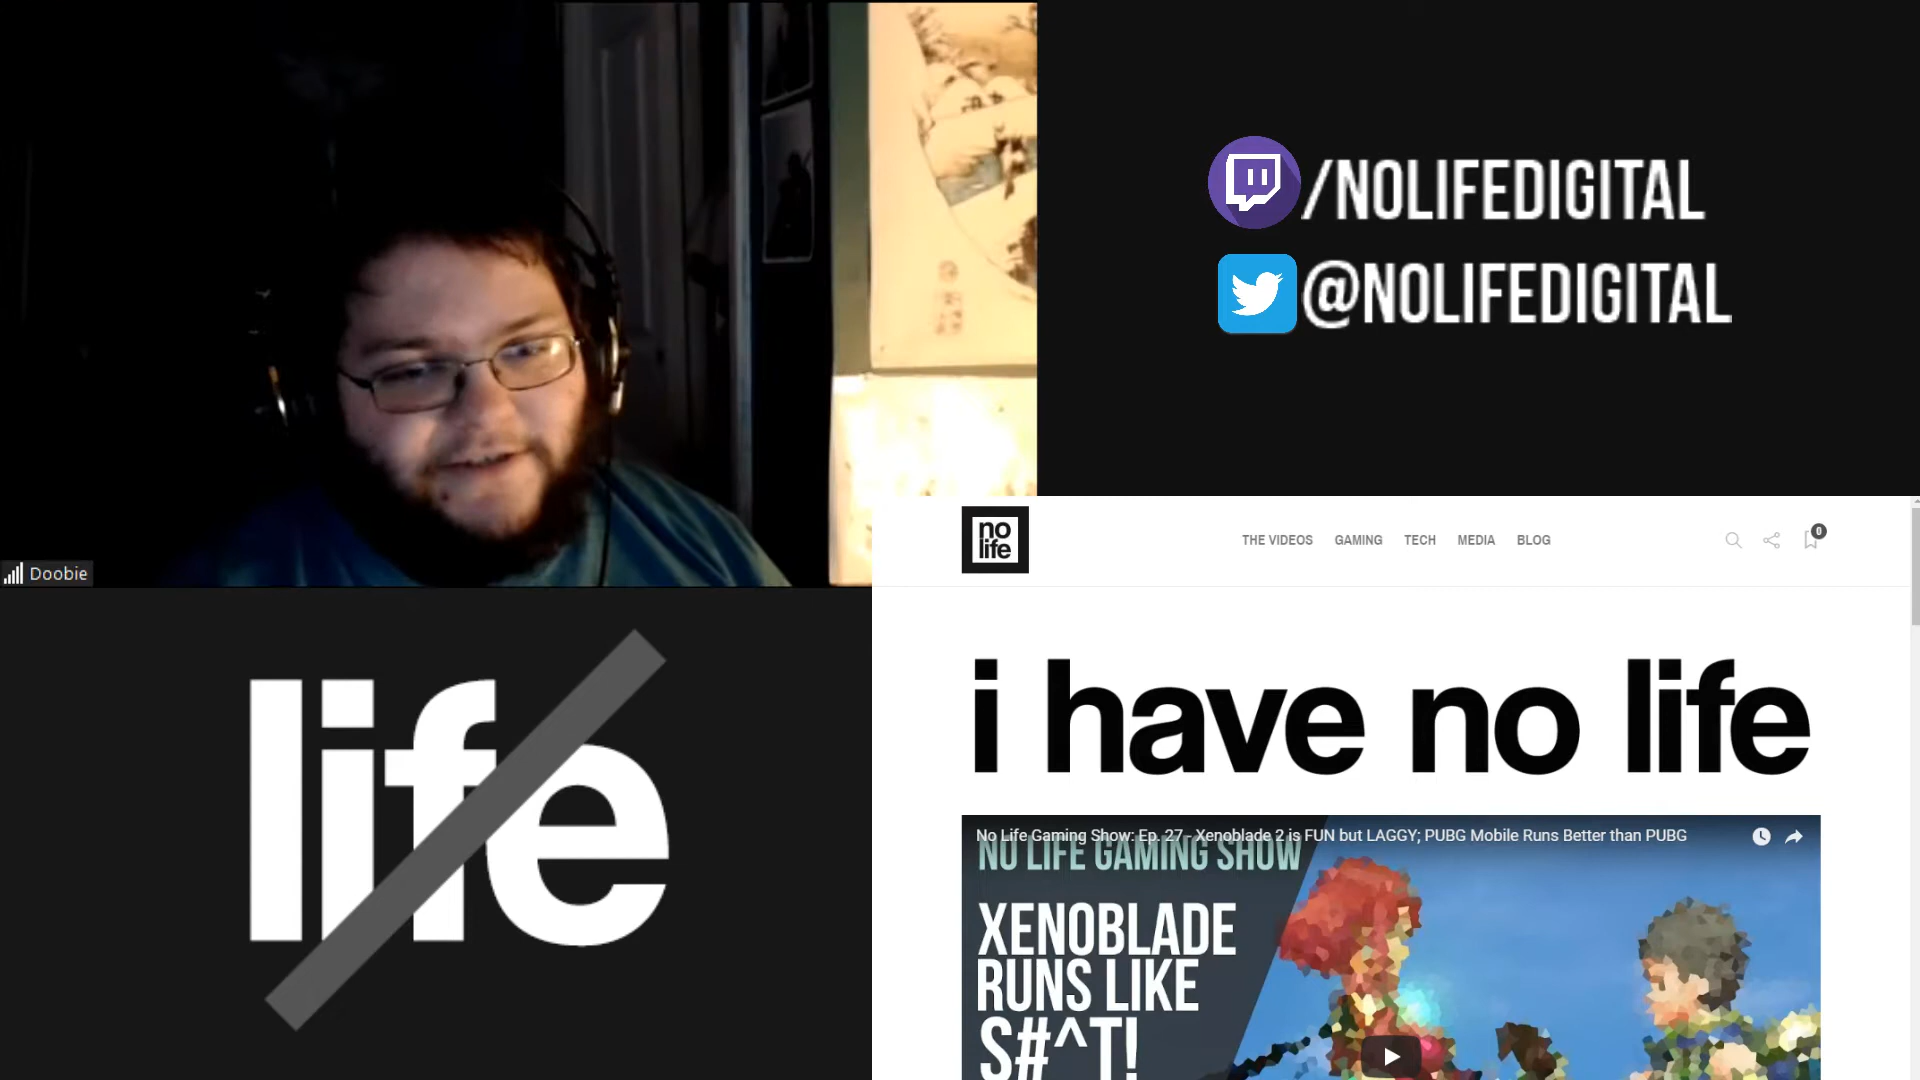 /NOLIFEDIGITAL
@NOLIFEDIGITAL
Doobie
no
life
THE VIDEOS GAMING TECH MEDIA BLOG
0
life
i have no life
No Life Gaming Show: Ep. 27 - Xenoblade 2 is FUN but LAGGY; PUBG Mobile Runs Better than PUBG
NO LIFE GAMING SHOW
XENOBLADE
RUNS LIKE
S#^T!